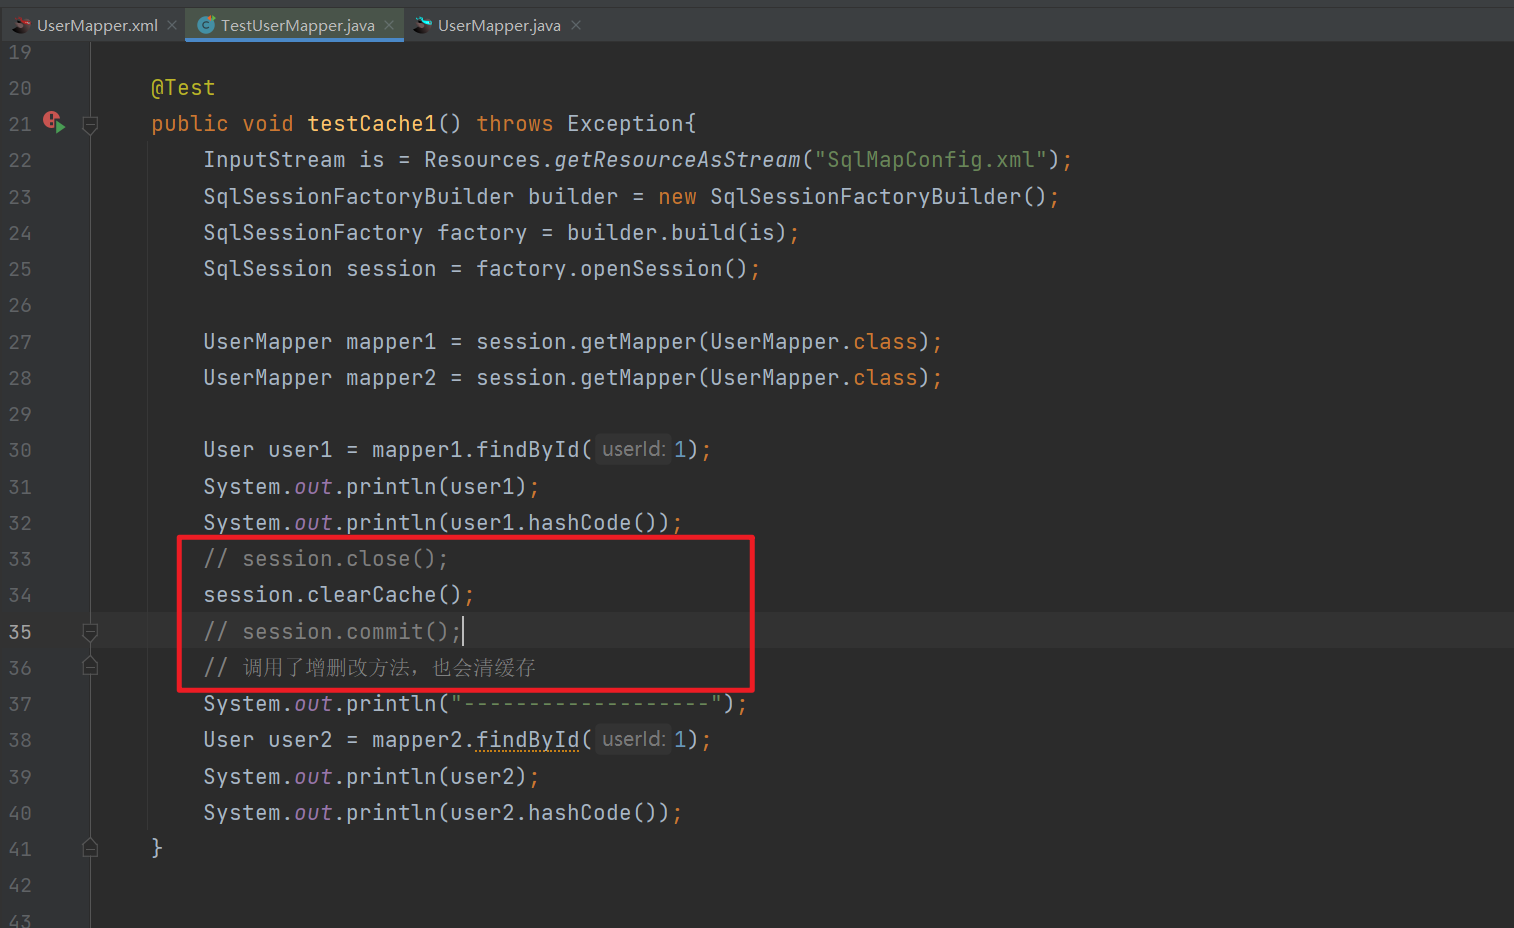 UserMapper.xml TestUserMapper.java UserMapper.java
19
20 @Test
21 public void testCache1() throws Exception{
22 InputStream is = Resources.getResourceAsStream("SqlMapConfig.xml");
23 SqlSessionFactoryBuilder builder = new SqlSessionFactoryBuilder();
24 SqlSessionFactory factory = builder.build(is);
25 SqlSession session = factory.openSession();
26
27 UserMapper mapper1 = session.getMapper(UserMapper.class);
28 UserMapper mapper2 = session.getMapper(UserMapper.class);
29
30 User user1 = mapper1.findById( userId: 1);
31 System.out.println(user1);
32 System.out.println(user1.hashCode());
33 // session.close();
34 session.clearCache();
35 // session.commit();
36 // 调用了增删改方法，也会清缓存
37 System.out.println("-------------------");
38 User user2 = mapper2.findById( userId: 1);
39 System.out.println(user2);
40 System.out.println(user2.hashCode());
41 }
42
43